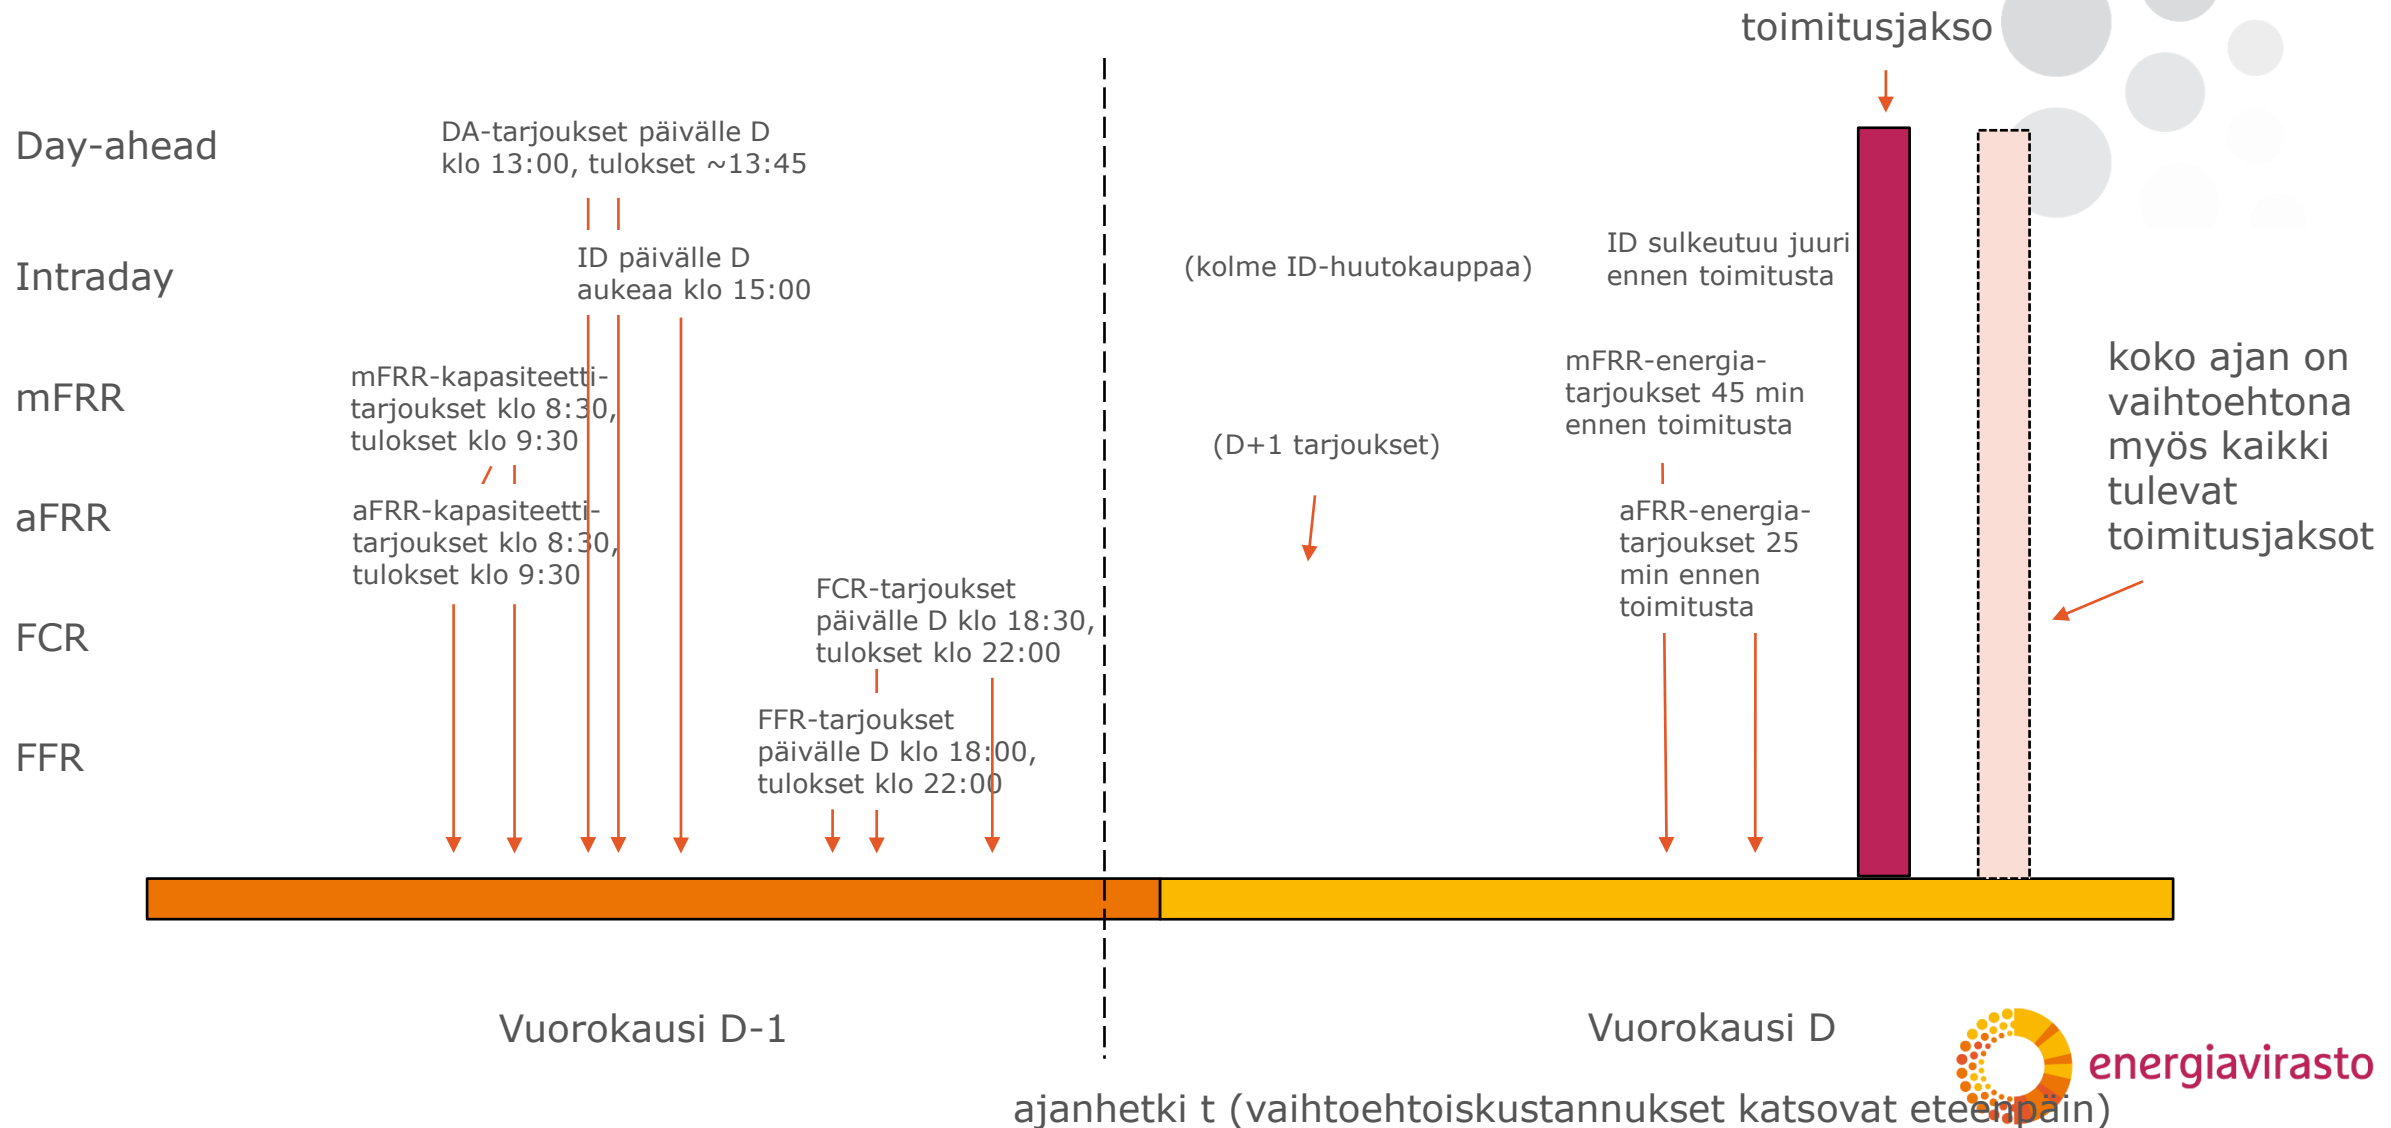 toimitusjakso
Day-ahead
DA-tarjoukset päivälle D
klo 13:00, tulokset ~13:45
Intraday
ID päivälle D
aukeaa klo 15:00
(kolme ID-huutokauppaa)
ID sulkeutuu juuri
ennen toimitusta
mFRR
mFRR-kapasiteetti-
tarjoukset klo 8:30,
tulokset klo 9:30
(D+1 tarjoukset)
mFRR-energia-
tarjoukset 45 min
ennen toimitusta
koko ajan on
vaihtoehtona
myös kaikki
tulevat
toimitusjaksot
aFRR
aFRR-kapasiteetti-
tarjoukset klo 8:30,
tulokset klo 9:30
aFRR-energia-
tarjoukset 25
min ennen
toimitusta
FCR
FCR-tarjoukset
päivälle D klo 18:30,
tulokset klo 22:00
FFR
FFR-tarjoukset
päivälle D klo 18:00,
tulokset klo 22:00
Vuorokausi D-1
Vuorokausi D
energiavirasto
ajanhetki t (vaihtoehtoiskustannukset katsovat eteenpäin)